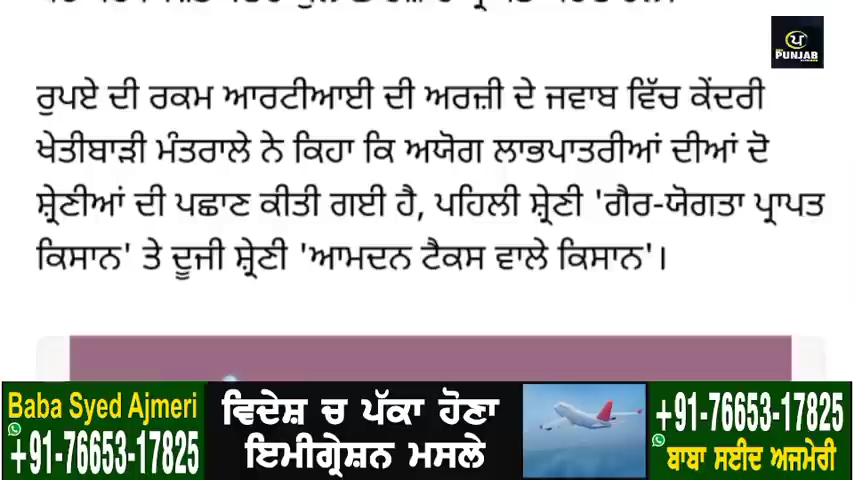 ਪ
PUNJAB
ਰੁਪਏ ਦੀ ਰਕਮ ਆਰਟੀਆਈ ਦੀ ਅਰਜ਼ੀ ਦੇ ਜਵਾਬ ਵਿੱਚ ਕੇਂਦਰੀ
ਖੇਤੀਬਾੜੀ ਮੰਤਰਾਲੇ ਨੇ ਕਿਹਾ ਕਿ ਅਯੋਗ ਲਾਭਪਾਤਰੀਆਂ ਦੀਆਂ ਦੋ
ਸ਼੍ਰੇਣੀਆਂ ਦੀ ਪਛਾਣ ਕੀਤੀ ਗਈ ਹੈ, ਪਹਿਲੀ ਸ਼੍ਰੇਣੀ 'ਗੈਰ-ਯੋਗਤਾ ਪ੍ਰਾਪਤ
ਕਿਸਾਨ' ਤੇ ਦੂਜੀ ਸ਼੍ਰੇਣੀ 'ਆਮਦਨ ਟੈਕਸ ਵਾਲੇ ਕਿਸਾਨ'।
Baba Syed Ajmeri
+91-76653-17825
ਵਿਦੇਸ਼ ਚ ਪੱਕਾ ਹੋਣਾ
ਇਮੀਗ੍ਰੇਸ਼ਨ ਮਸਲੇ
+91-76653-17825
ਬਾਬਾ ਸਈਦ ਅਜਮੇਰੀ